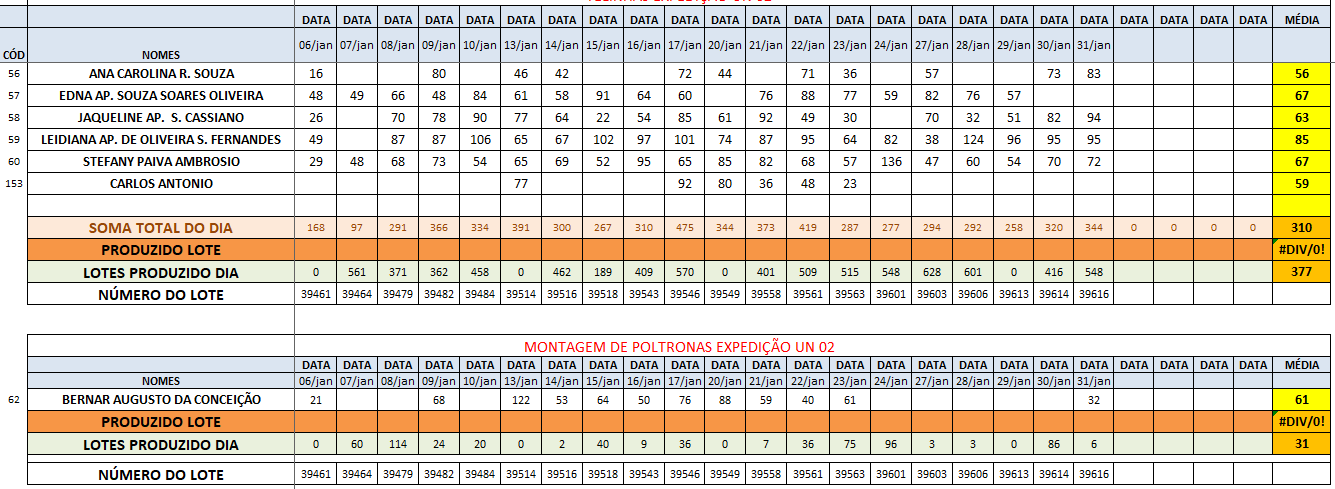 DATA DATA DATA DATA DATA DATA DATA DATA DATA DATA DATA DATA DATA DATA DATA DATA DATA DATA DATA DATA DATA DATA DATA DATA MÉDIA
CÓD NOMES 06/jan 07/jan 08/jan 09/jan 10/jan 13/jan 14/jan 15/jan 16/jan 17/jan 20/jan 21/jan 22/jan 23/jan 24/jan 27/jan 28/jan 29/jan 30/jan 31/jan
56 ANA CAROLINA R. SOUZA 16 80 46 42 72 44 71 36 57 73 83 56
57 EDNA AP. SOUZA SOARES OLIVEIRA 48 49 66 48 84 61 58 91 64 60 76 88 77 59 82 76 57 67
58 JAQUELINE AP. S. CASSIANO 26 70 78 90 77 64 22 54 85 61 92 49 30 70 32 51 82 94 63
59 LEIDIANA AP. DE OLIVEIRA S. FERNANDES 49 87 87 106 65 67 102 97 101 74 87 95 64 82 38 124 96 95 95 85
60 STEFANY PAIVA AMBROSIO 29 48 68 73 54 65 69 52 95 65 85 82 68 57 136 47 60 54 70 72 67
153 CARLOS ANTONIO 77 92 80 36 48 23 59
SOMA TOTAL DO DIA 168 97 291 366 334 391 300 267 310 475 344 373 419 287 277 294 292 258 320 344 0 0 0 0 310
PRODUZIDO LOTE #DIV/0!
LOTES PRODUZIDO DIA 0 561 371 362 458 0 462 189 409 570 0 401 509 515 548 628 601 0 416 548 377
NÚMERO DO LOTE 39461 39464 39479 39482 39484 39514 39516 39518 39543 39546 39549 39558 39561 39563 39601 39603 39606 39613 39614 39616
MONTAGEM DE POLTRONAS EXPEDIÇÃO UN 02
DATA DATA DATA DATA DATA DATA DATA DATA DATA DATA DATA DATA DATA DATA DATA DATA DATA DATA DATA DATA DATA DATA DATA DATA MÉDIA
NOMES 06/jan 07/jan 08/jan 09/jan 10/jan 13/jan 14/jan 15/jan 16/jan 17/jan 20/jan 21/jan 22/jan 23/jan 24/jan 27/jan 28/jan 29/jan 30/jan 31/jan
62 BERNAR AUGUSTO DA CONCEIÇÃO 21 68 122 53 64 50 76 88 59 40 61 32 61
PRODUZIDO LOTE #DIV/0!
LOTES PRODUZIDO DIA 0 60 114 24 20 0 2 40 9 36 0 7 36 75 96 3 3 0 86 6 31
NÚMERO DO LOTE 39461 39464 39479 39482 39484 39514 39516 39518 39543 39546 39549 39558 39561 39563 39601 39603 39606 39613 39614 39616